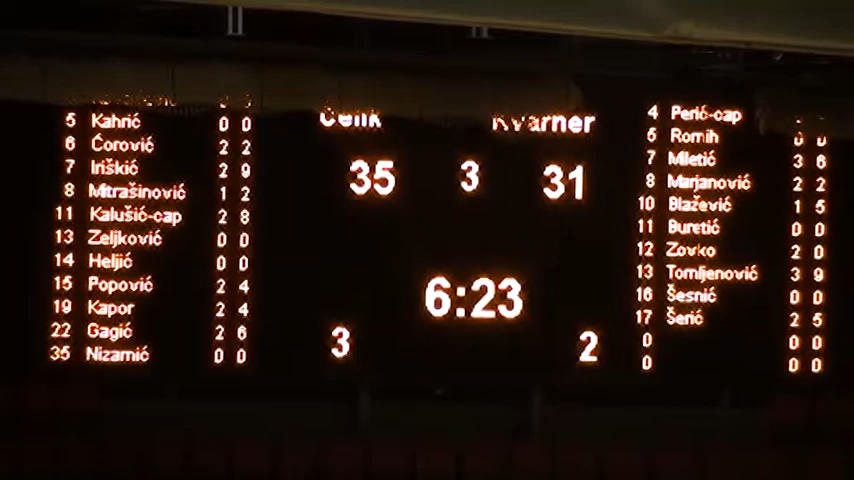 Čelik Kvarner
35 3 31
6:23
3 2
5 Kahrić 0 0
6 Ćorović 2 2
7 Iriškić 2 9
8 Mitrašinović 1 2
11 Kalušić-cap 2 8
13 Zeljković 0 0
14 Heljić 0 0
15 Popović 2 4
19 Kapor 2 4
22 Gagić 2 6
35 Nizamić 0 0
4 Perić-cap
Romih 0 0
7 Miletić 3 6
8 Marjanović 2 2
10 Blažević 1 5
11 Buretić 0 0
12 Zovko 2 0
13 Tomljenović 3 9
16 Šesnić 0 0
17 Šerić 2 5
0 0 0
0 0 0